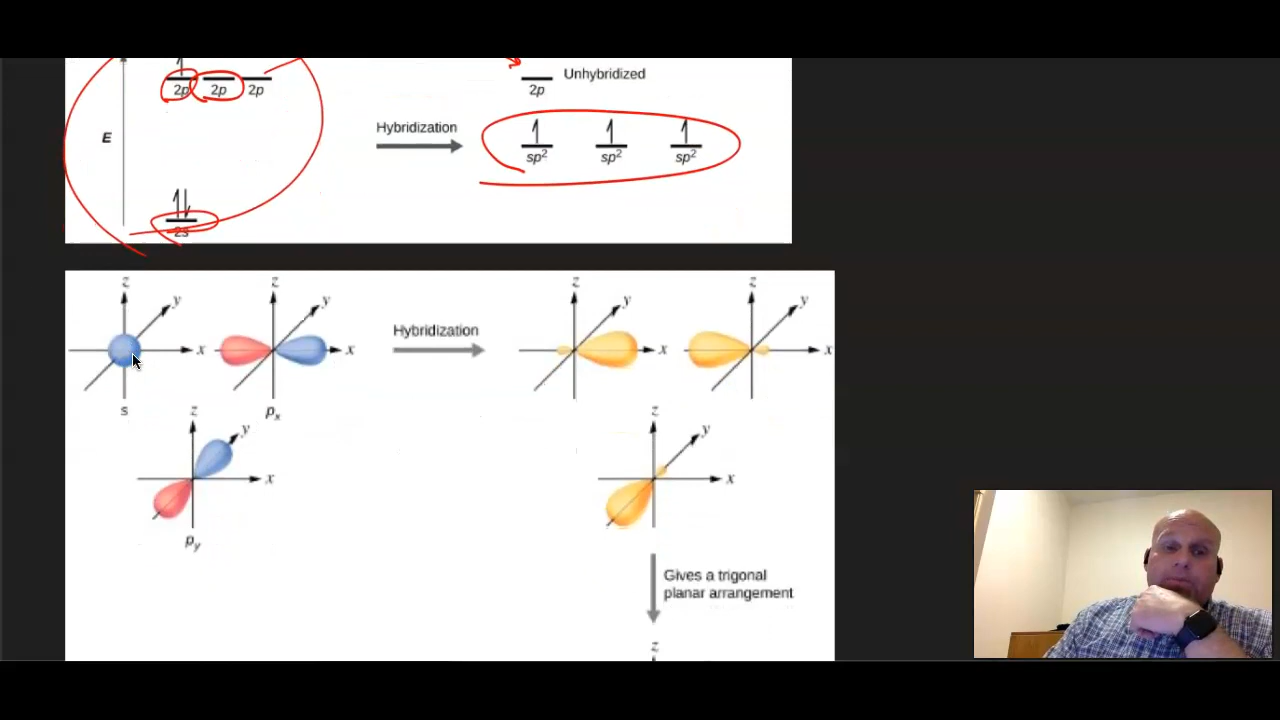 2p 2p 2p
Unhybridized
2p
E
Hybridization
sp² sp² sp²
2s
z y x
s
z y x
pₓ
Hybridization
z y x
z y x
z y x
p_y
z y x
Gives a trigonal
planar arrangement
z